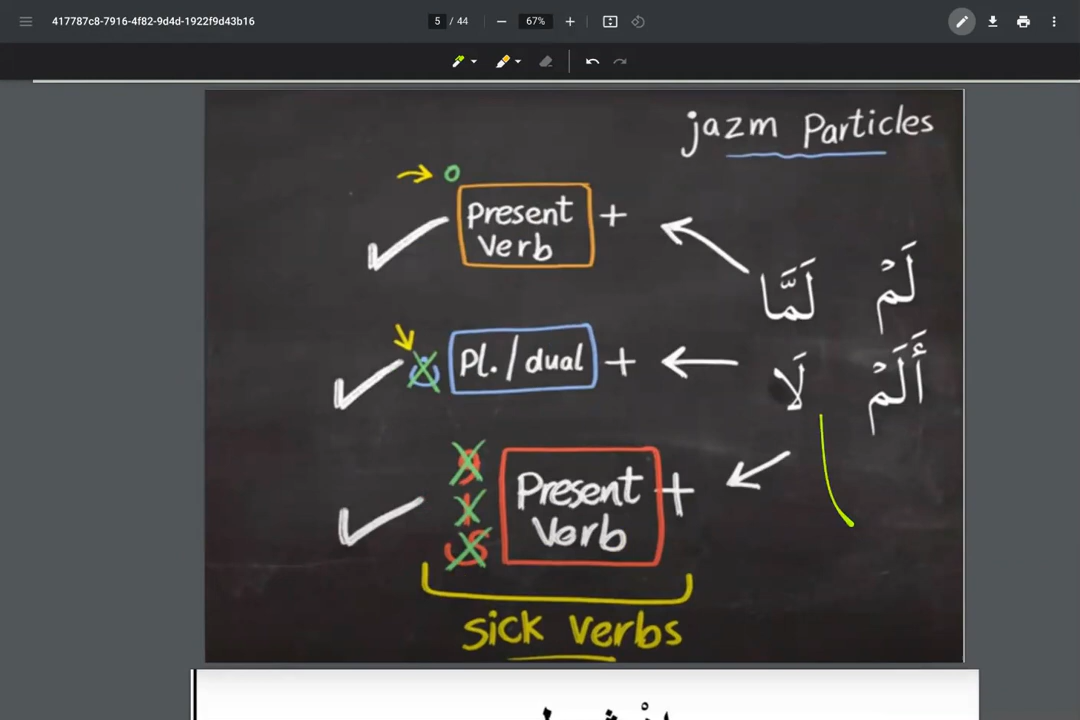 417787c8-7916-4f82-9d4d-1922f9d43b16
5 / 44
67%
jazm Particles
Present
Verb
+
لَمْ
لَمَّا
Pl. / dual
+
أَلَمْ
لَا
ن
و
ا
ي
Present
Verb
+
Sick Verbs